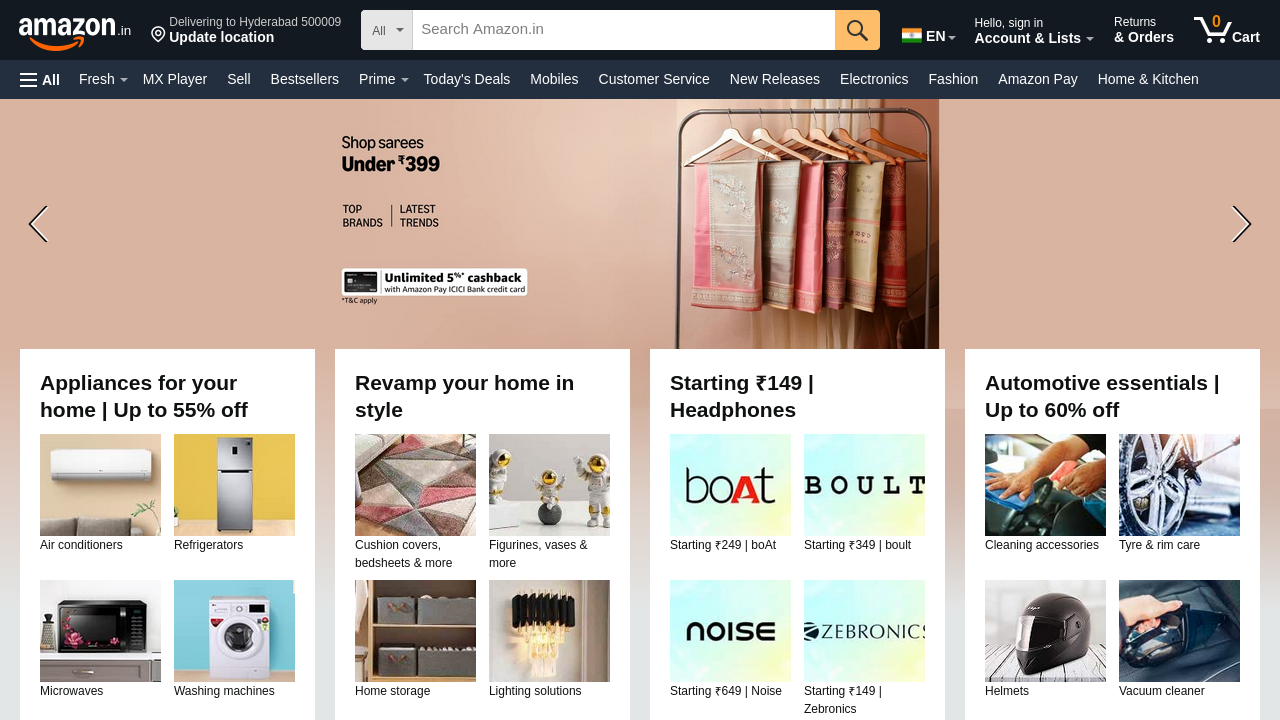 amazon.in
Delivering to Hyderabad 500009
Update location
All
Search Amazon.in
EN
Hello, sign in
Account & Lists
Returns
& Orders
0
Cart
All
Fresh
MX Player
Sell
Bestsellers
Prime
Today's Deals
Mobiles
Customer Service
New Releases
Electronics
Fashion
Amazon Pay
Home & Kitchen
Shop sarees
Under ₹399
TOP
BRANDS
LATEST
TRENDS
Unlimited 5%* cashback
with Amazon Pay ICICI Bank credit card
*T&C apply
Appliances for your
home | Up to 55% off
Air conditioners
Refrigerators
Microwaves
Washing machines
Revamp your home in
style
Cushion covers,
bedsheets & more
Figurines, vases &
more
Home storage
Lighting solutions
Starting ₹149 |
Headphones
boAt
Starting ₹249 | boAt
BOULT
Starting ₹349 | boult
NOISE
Starting ₹649 | Noise
ZEBRONICS
Starting ₹149 |
Zebronics
Automotive essentials |
Up to 60% off
Cleaning accessories
Tyre & rim care
Helmets
Vacuum cleaner